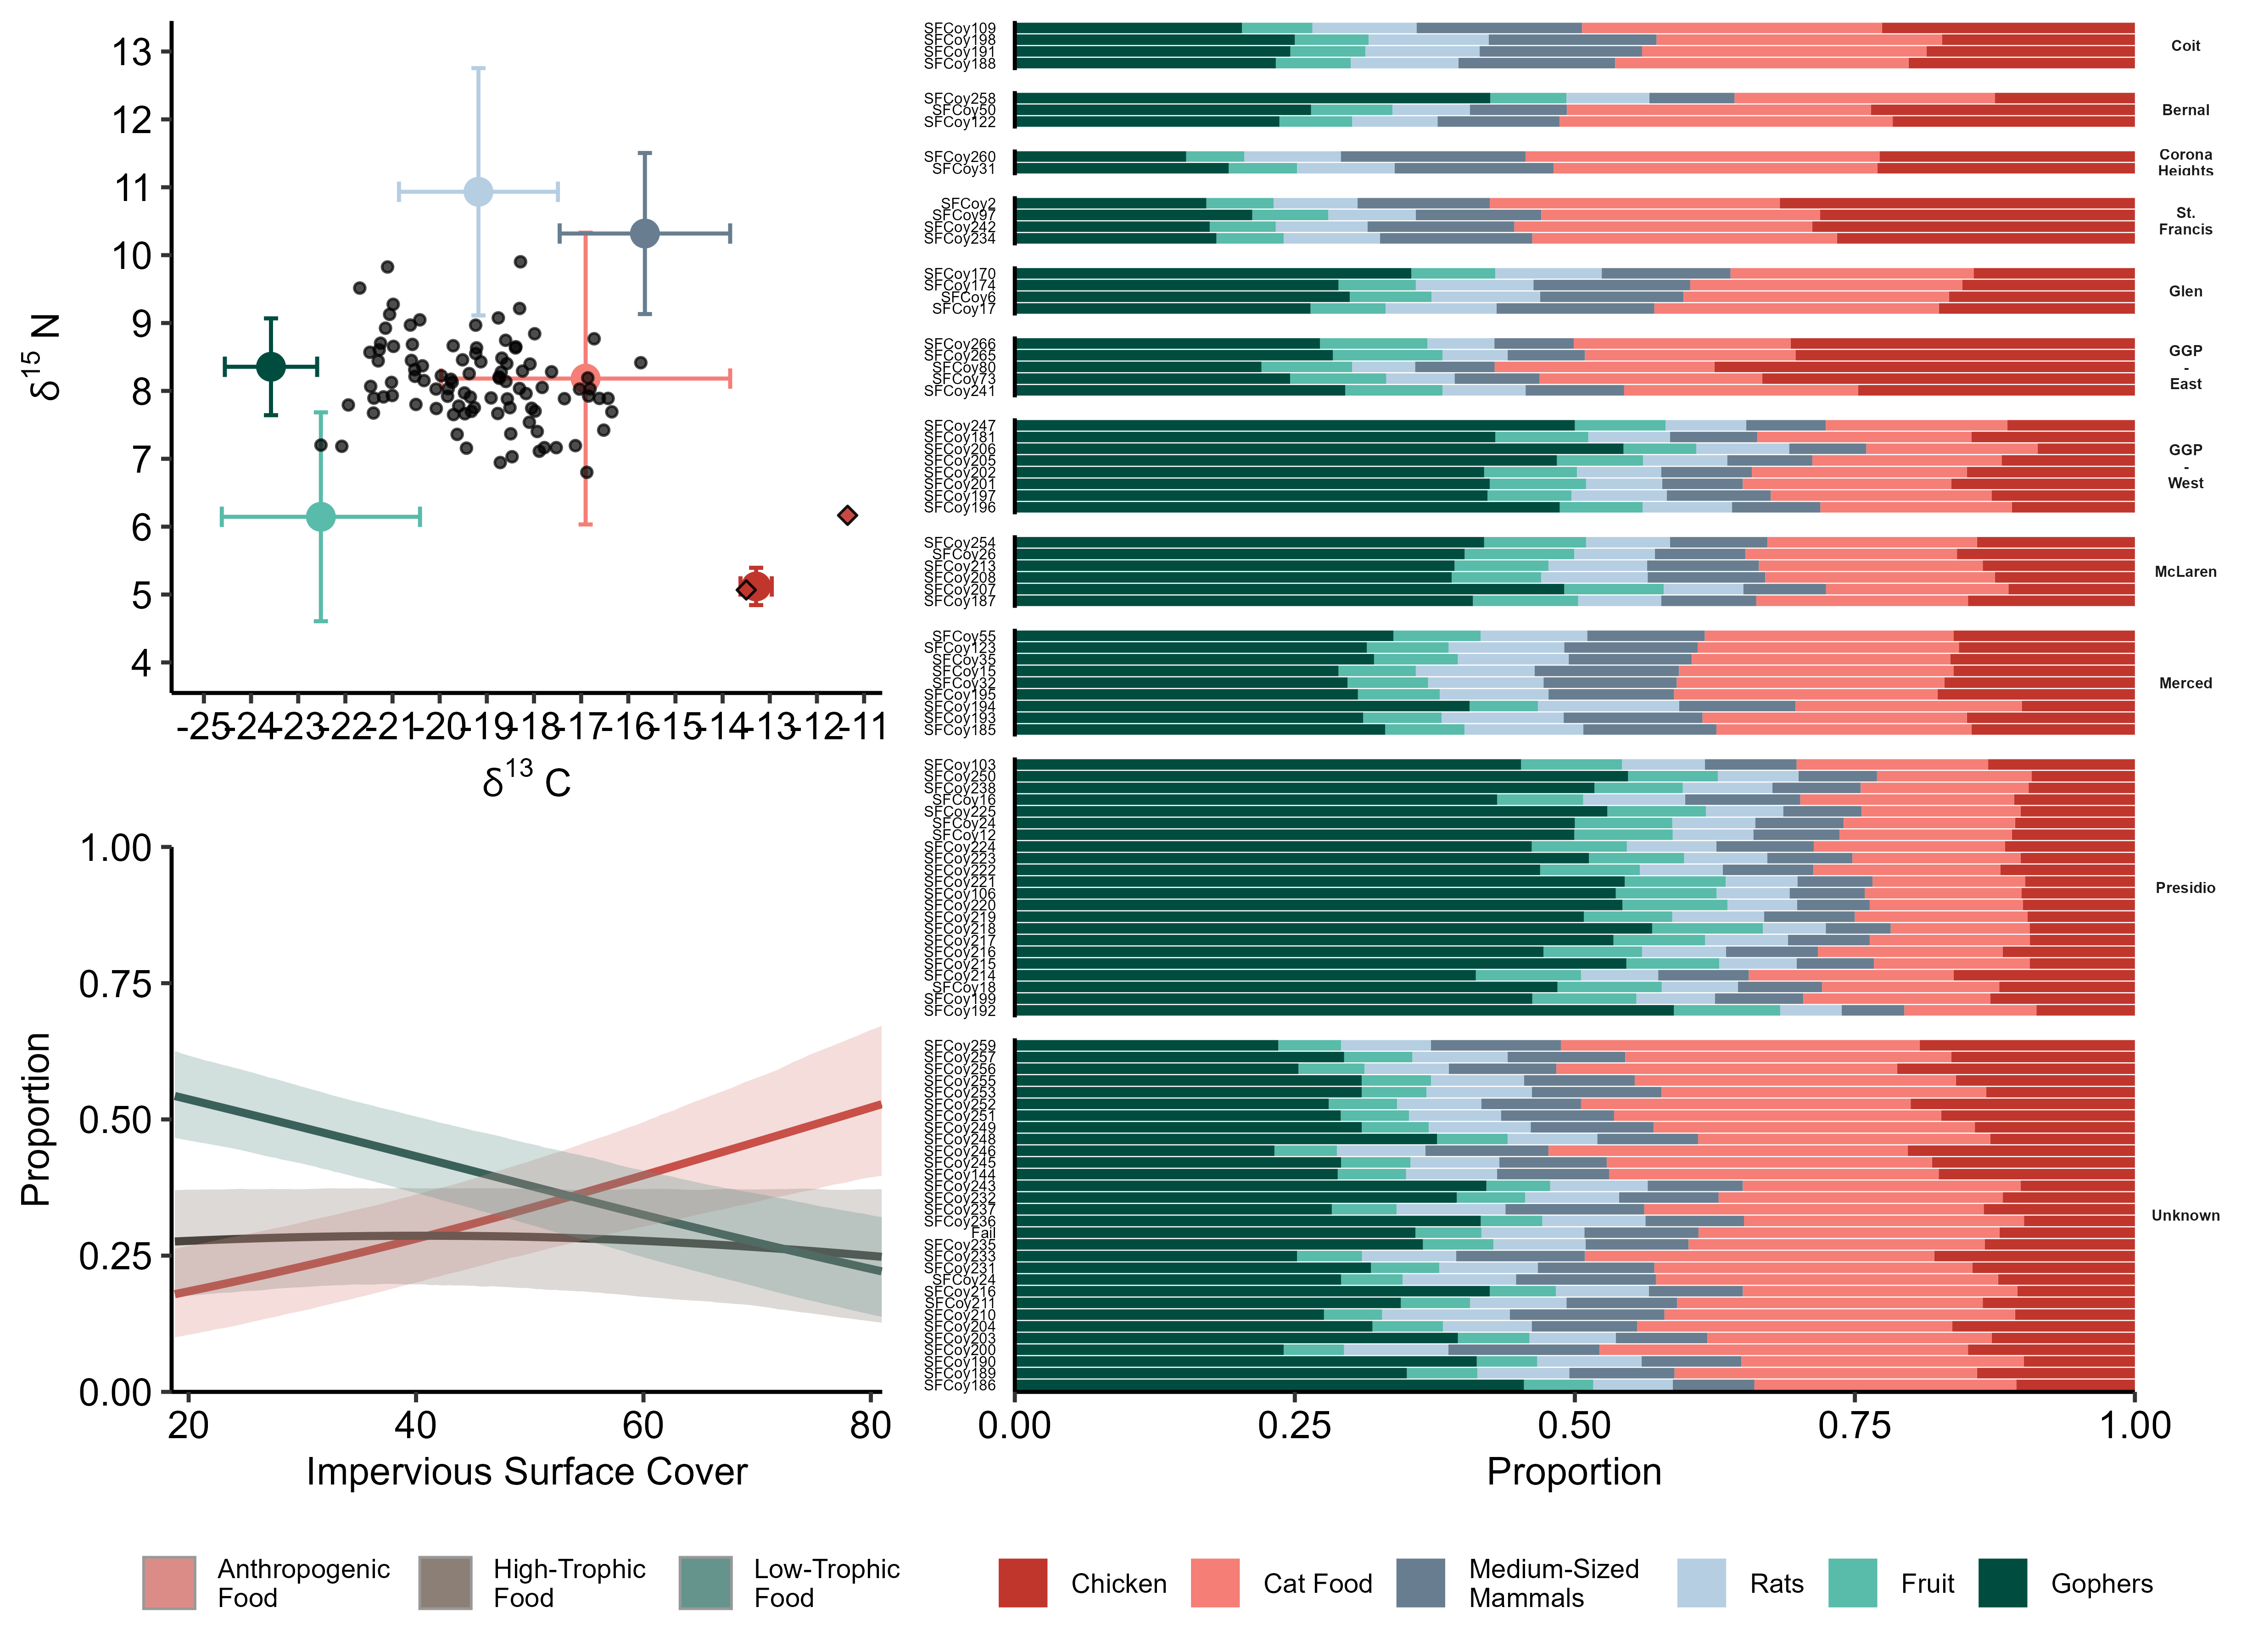 13
12
11
10
9
8
7
6
5
4
δ15 N
-25 -24 -23 -22 -21 -20 -19 -18 -17 -16 -15 -14 -13 -12 -11
δ13 C
1.00
0.75
0.50
0.25
0.00
Proportion
20 40 60 80
Impervious Surface Cover
SFCoy109
SFCoy198
SFCoy191
SFCoy188
Coit
SFCoy258
SFCoy50
SFCoy122
Bernal
SFCoy260
SFCoy31
Corona
Heights
SFCoy2
SFCoy97
SFCoy242
SFCoy234
St.
Francis
SFCoy170
SFCoy174
SFCoy6
SFCoy17
Glen
SFCoy266
SFCoy265
SFCoy80
SFCoy73
SFCoy241
GGP
-
East
SFCoy247
SFCoy181
SFCoy206
SFCoy205
SFCoy202
SFCoy201
SFCoy197
SFCoy196
GGP
-
West
SFCoy254
SFCoy26
SFCoy213
SFCoy208
SFCoy207
SFCoy187
McLaren
SFCoy55
SFCoy123
SFCoy35
SFCoy15
SFCoy32
SFCoy195
SFCoy194
SFCoy193
SFCoy185
Merced
SFCoy103
SFCoy250
SFCoy238
SFCoy16
SFCoy225
SFCoy24
SFCoy12
SFCoy224
SFCoy223
SFCoy222
SFCoy221
SFCoy106
SFCoy220
SFCoy219
SFCoy218
SFCoy217
SFCoy216
SFCoy215
SFCoy214
SFCoy18
SFCoy199
SFCoy192
Presidio
SFCoy259
SFCoy257
SFCoy256
SFCoy255
SFCoy253
SFCoy252
SFCoy251
SFCoy249
SFCoy248
SFCoy246
SFCoy245
SFCoy144
SFCoy243
SFCoy232
SFCoy237
SFCoy236
Fail
SFCoy235
SFCoy233
SFCoy231
SFCoy24
SFCoy216
SFCoy211
SFCoy210
SFCoy204
SFCoy203
SFCoy200
SFCoy190
SFCoy189
SFCoy186
Unknown
0.00 0.25 0.50 0.75 1.00
Proportion
Anthropogenic
Food
High-Trophic
Food
Low-Trophic
Food
Chicken
Cat Food
Medium-Sized
Mammals
Rats
Fruit
Gophers